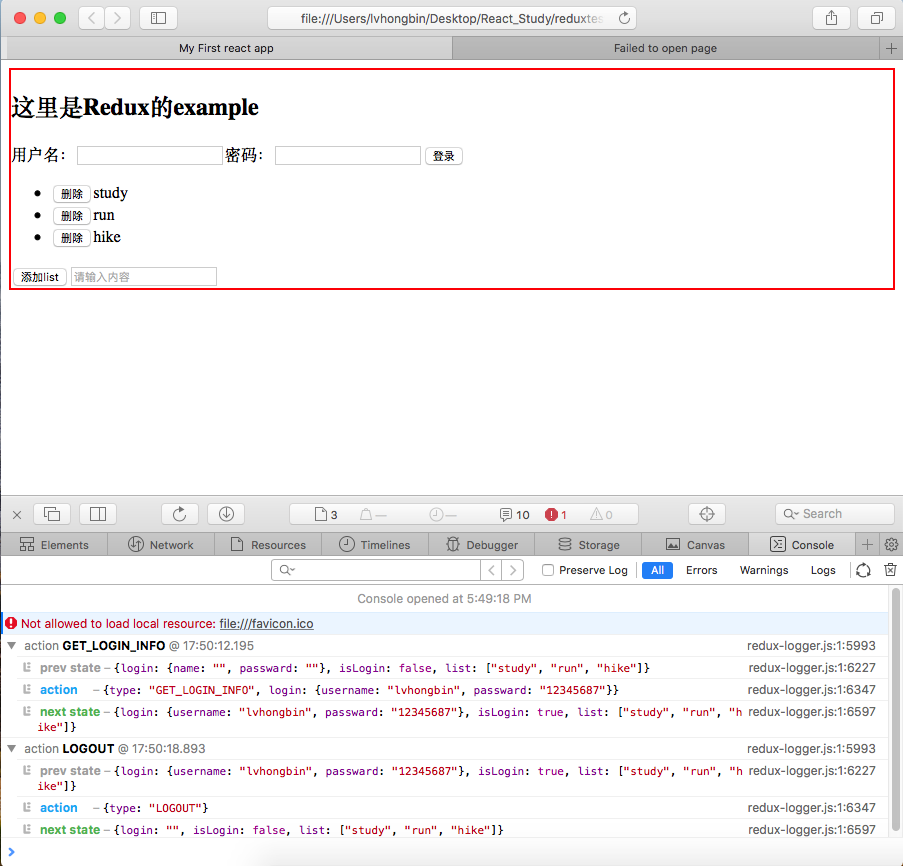 file:///Users/lvhongbin/Desktop/React_Study/reduxtes
My First react app Failed to open page
这里是Redux的example
用户名： 密码： 登录
删除 study
删除 run
删除 hike
添加list 请输入内容
3 — — 10 1 0 Search
Elements Network Resources Timelines Debugger Storage Canvas Console
Preserve Log All Errors Warnings Logs
Console opened at 5:49:18 PM
Not allowed to load local resource: file:///favicon.ico
action GET_LOGIN_INFO @ 17:50:12.195 redux-logger.js:1:5993
prev state – {login: {name: "", passward: ""}, isLogin: false, list: ["study", "run", "hike"]} redux-logger.js:1:6227
action – {type: "GET_LOGIN_INFO", login: {username: "lvhongbin", passward: "12345687"}} redux-logger.js:1:6347
next state – {login: {username: "lvhongbin", passward: "12345687"}, isLogin: true, list: ["study", "run", "h redux-logger.js:1:6597
ike"]}
action LOGOUT @ 17:50:18.893 redux-logger.js:1:5993
prev state – {login: {username: "lvhongbin", passward: "12345687"}, isLogin: true, list: ["study", "run", "h redux-logger.js:1:6227
ike"]}
action – {type: "LOGOUT"} redux-logger.js:1:6347
next state – {login: "", isLogin: false, list: ["study", "run", "hike"]} redux-logger.js:1:6597